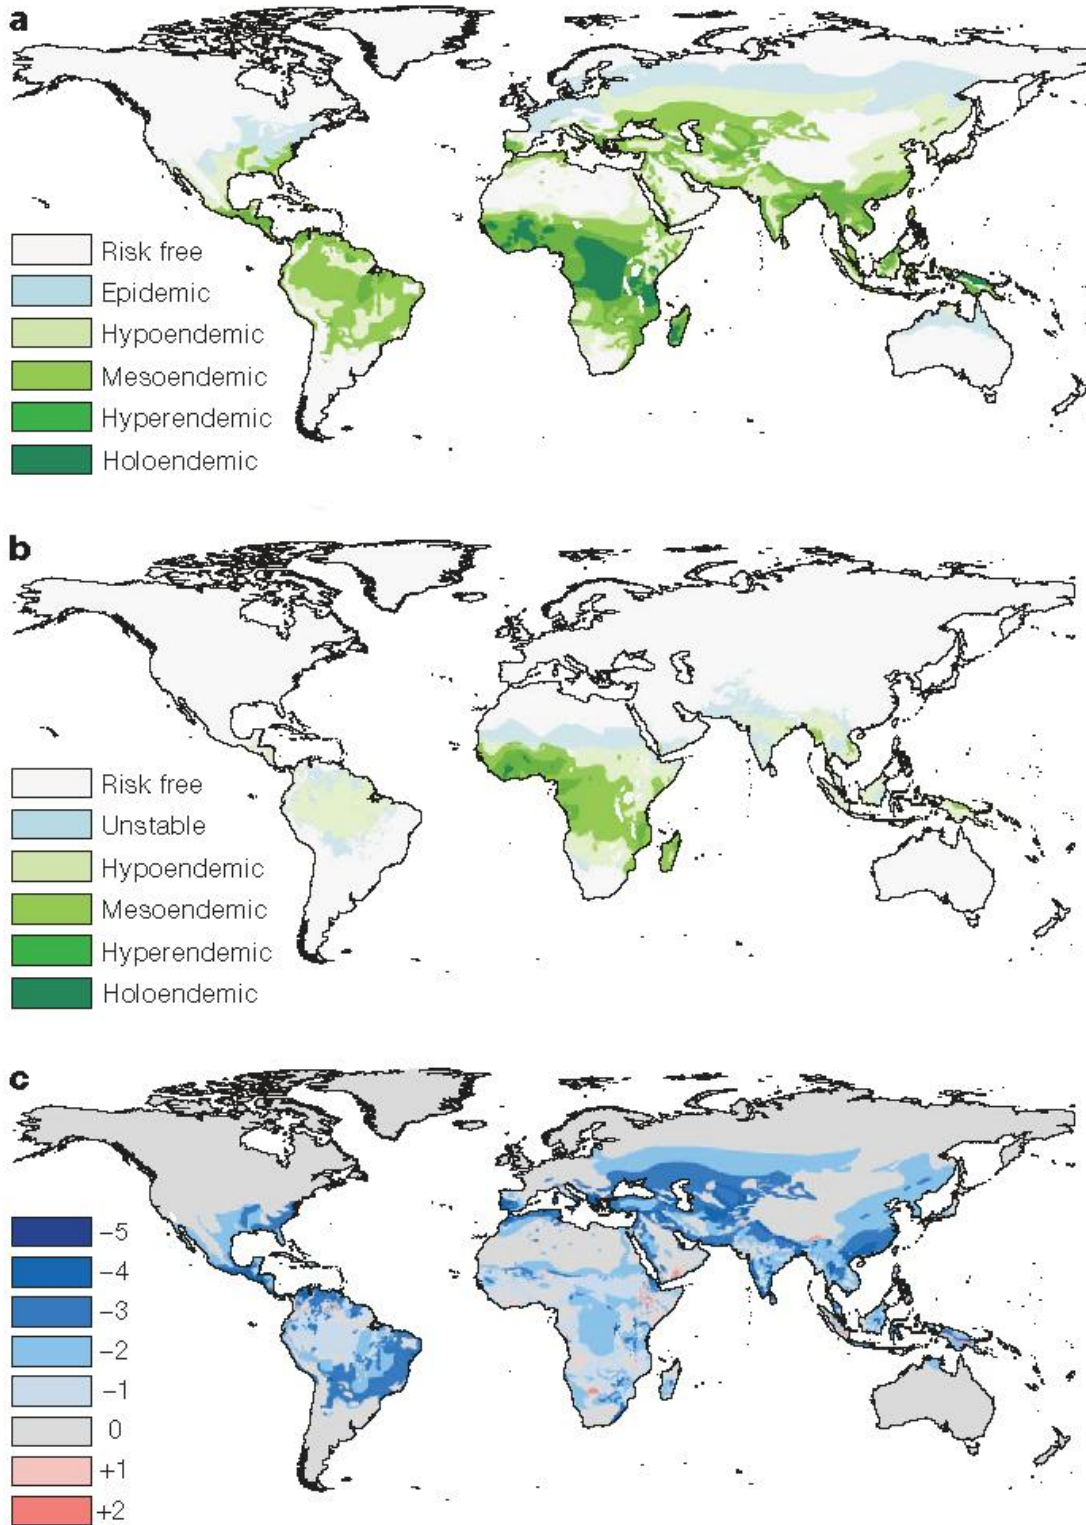 a
Risk free
Epidemic
Hypoendemic
Mesoendemic
Hyperendemic
Holoendemic
b
Risk free
Unstable
Hypoendemic
Mesoendemic
Hyperendemic
Holoendemic
c
−5
−4
−3
−2
−1
0
+1
+2